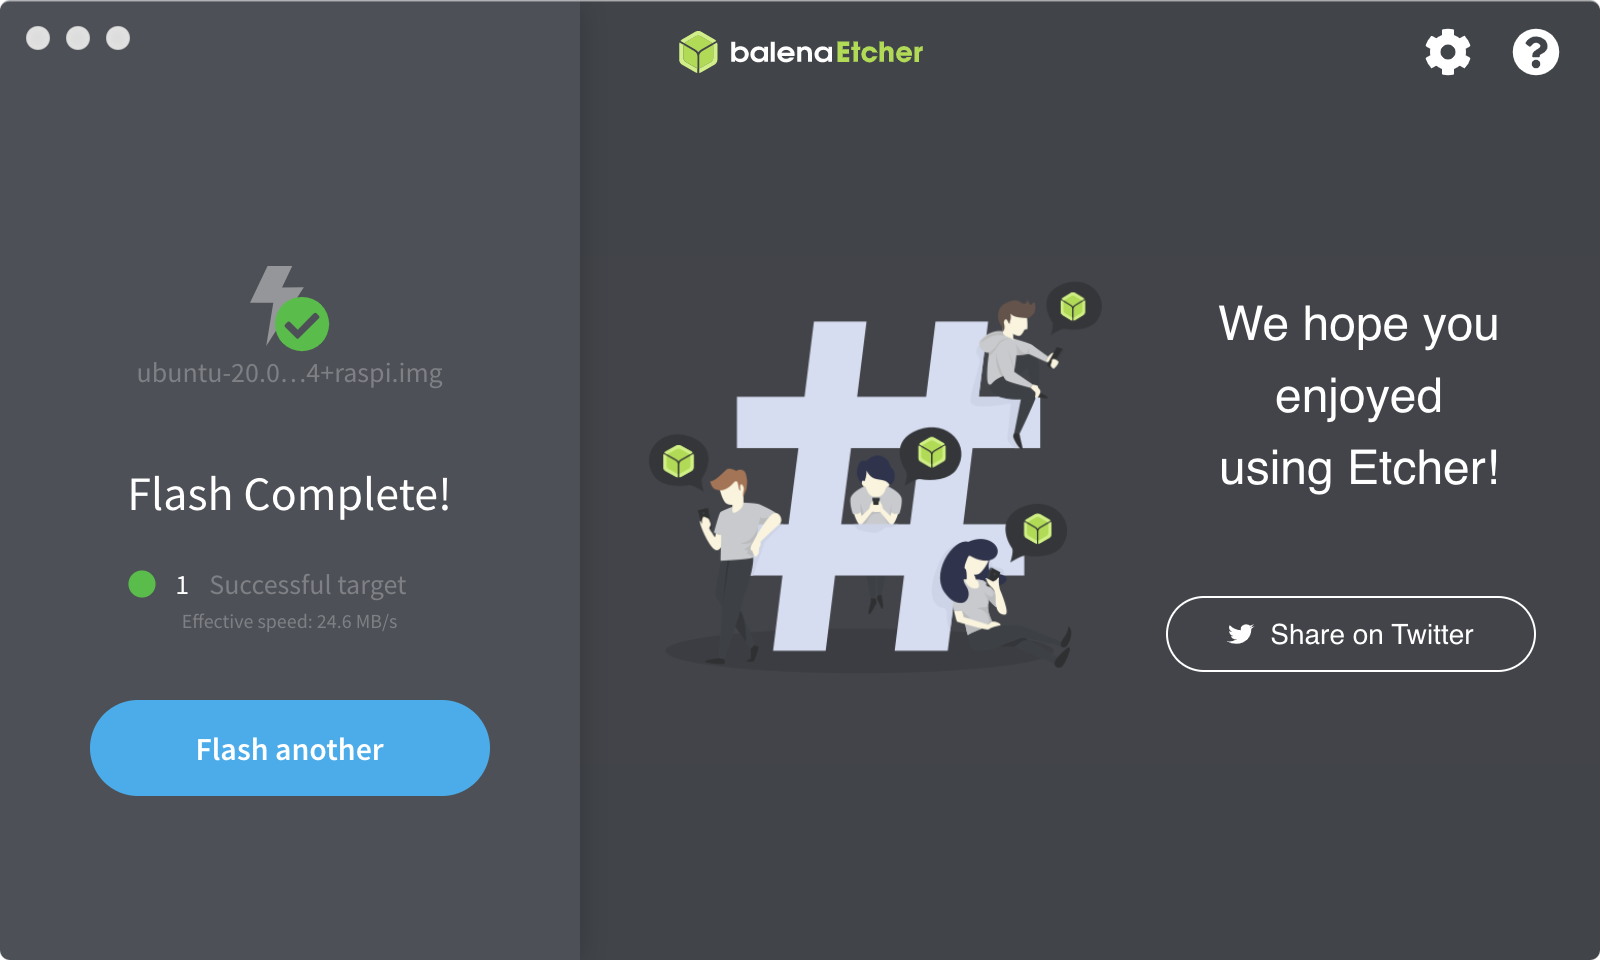 balenaEtcher
ubuntu-20.0…4+raspi.img
Flash Complete!
1 Successful target
Effective speed: 24.6 MB/s
Flash another
We hope you
enjoyed
using Etcher!
Share on Twitter